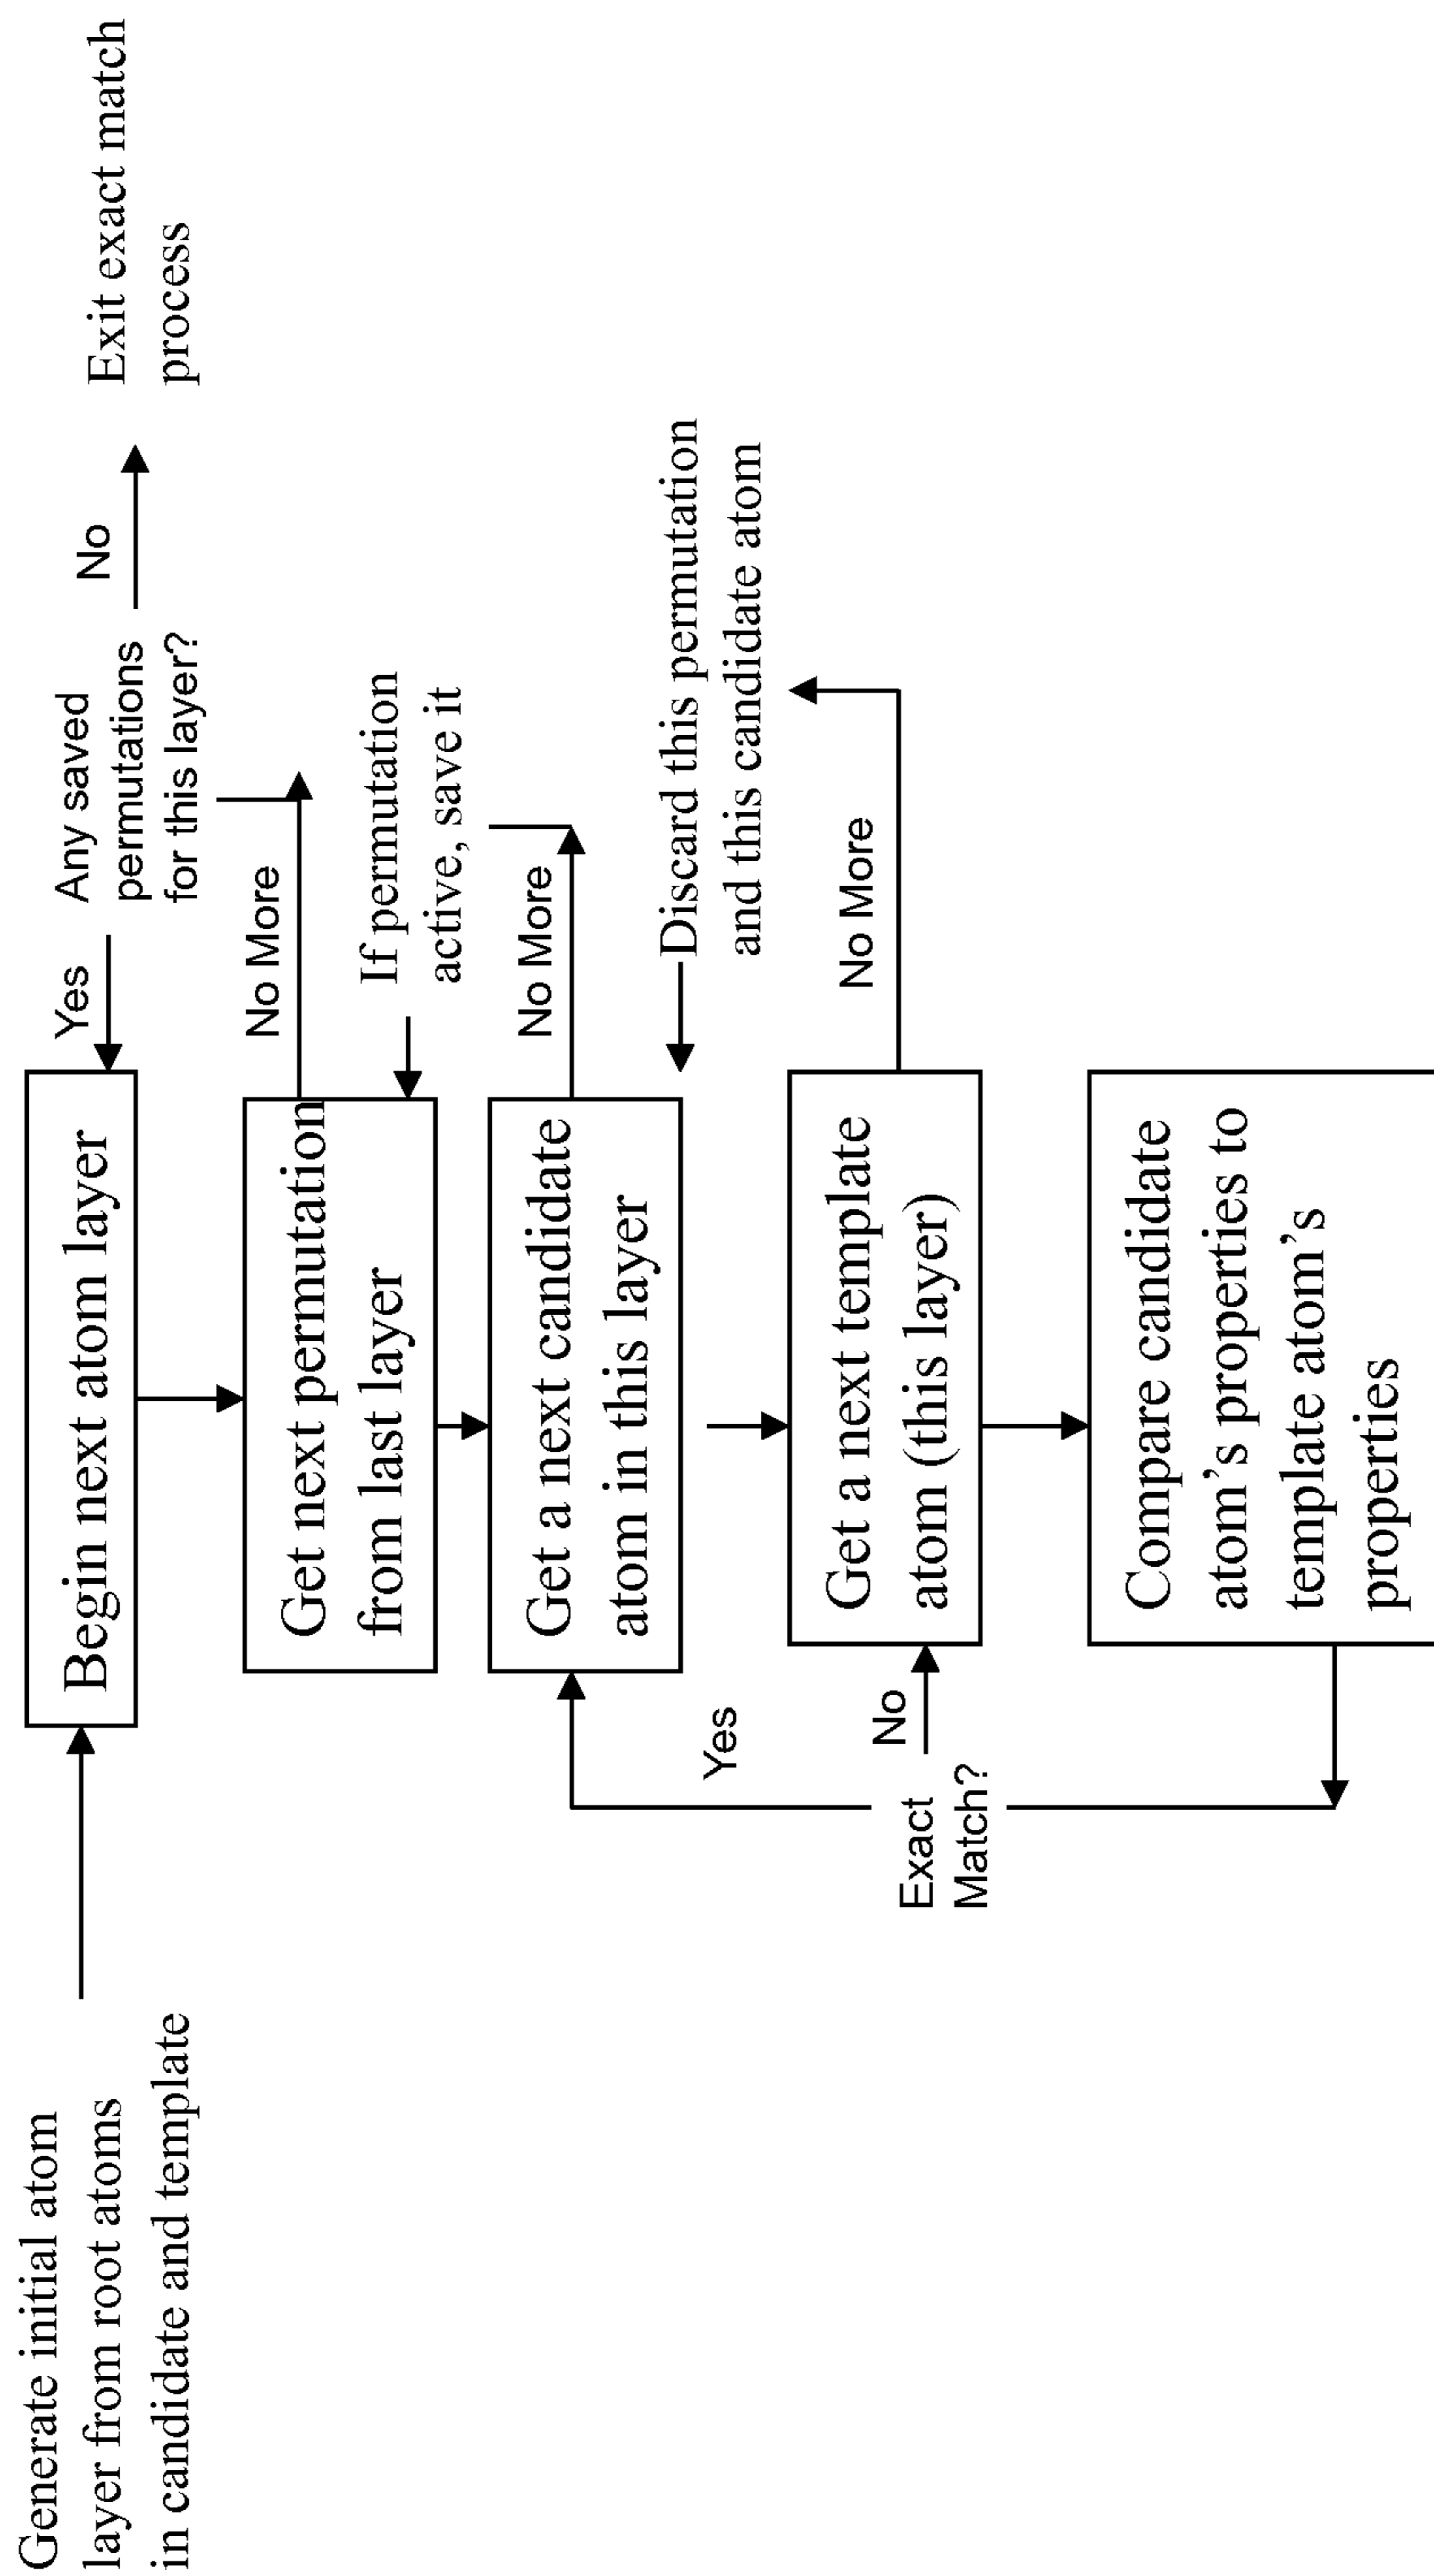 Generate initial atom
layer from root atoms
in candidate and template
Begin next atom layer
Yes
Any saved
permutations
for this layer?
No
Exit exact match
process
Get next permutation
from last layer
No More
If permutation
active, save it
Get a next candidate
atom in this layer
No More
Discard this permutation
and this candidate atom
Yes
Exact
Match?
No
Get a next template
atom (this layer)
No More
Compare candidate
atom's properties to
template atom's
properties